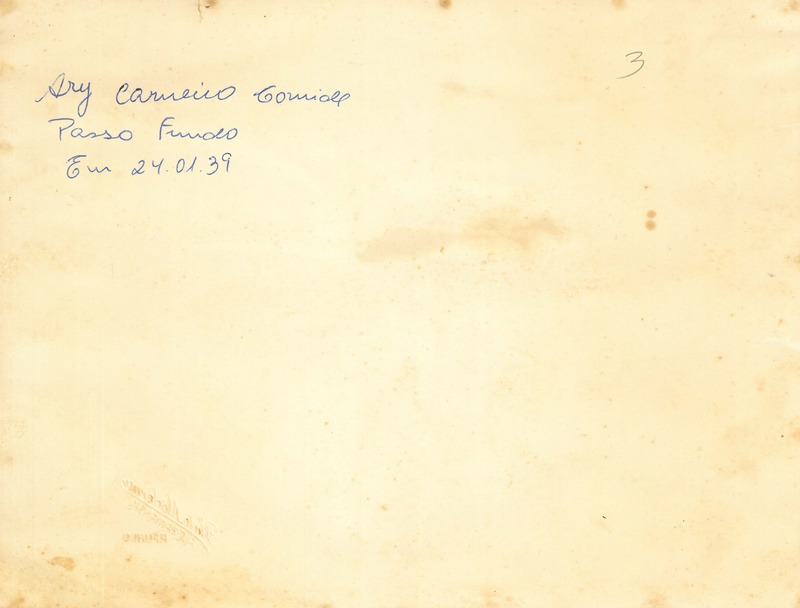 3
Ary Carneiro Gomide
Passo Fundo
Em 24.01.39